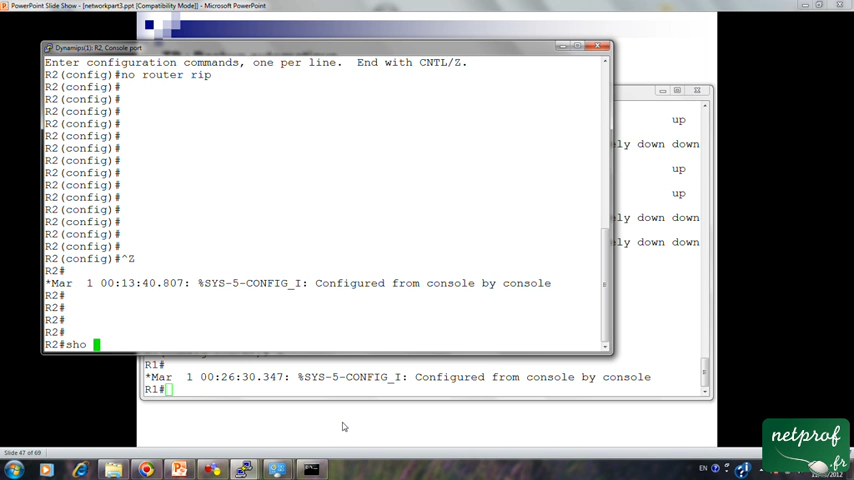 PowerPoint Slide Show - [networkpart3.ppt [Compatibility Mode]] - Microsoft PowerPoint
Dynamips(1): R2, Console port
Enter configuration commands, one per line.  End with CNTL/Z.
R2(config)#no router rip
R2(config)#
R2(config)#
R2(config)#
R2(config)#
R2(config)#
R2(config)#
R2(config)#
R2(config)#
R2(config)#
R2(config)#
R2(config)#
R2(config)#
R2(config)#
R2(config)#
R2(config)#^Z
R2#
*Mar  1 00:13:40.807: %SYS-5-CONFIG_I: Configured from console by console
R2#
R2#
R2#
R2#sho
up
ely down down
up
up
ely down down
ely down down
R1#
*Mar  1 00:26:30.347: %SYS-5-CONFIG_I: Configured from console by console
R1#
netprof
.fr
Slide 47 of 69
EN